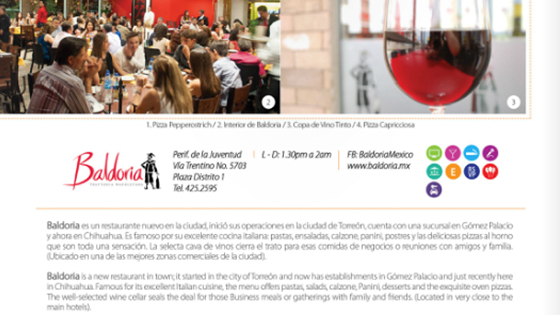 2
3
1. Pizza Pepperostrich / 2. Interior de Baldoria / 3. Copa de Vino Tinto / 4. Pizza Capricciosa
Baldoria
Perif. de la Juventud
Vía Trentino No. 5703
Plaza Distrito 1
Tel. 425.2595
L - D: 1.30pm a 2am
FB: BaldoriaMexico
www.baldoria.mx
Baldoria es un restaurante nuevo en la ciudad, inició sus operaciones en la ciudad de Torreón, cuenta con una sucursal en Gómez Palacio
y ahora en Chihuahua. Es famoso por su excelente cocina italiana: pastas, ensaladas, calzone, panini, postres y las deliciosas pizzas al horno
que son toda una sensación. La selecta cava de vinos cierra el trato para esas comidas de negocios o reuniones con amigos y familia.
(Ubicado en una de las mejores zonas comerciales de la ciudad).
Baldoria is a new restaurant in town; it started in the city of Torreón and now has establishments in Gómez Palacio and just recently here
in Chihuahua. Famous for its excellent Italian cuisine, the menu offers pastas, salads, calzone, Panini, desserts and the exquisite oven pizzas.
The well-selected wine cellar seals the deal for those Business meals or gatherings with family and friends. (Located in very close to the
main hotels).